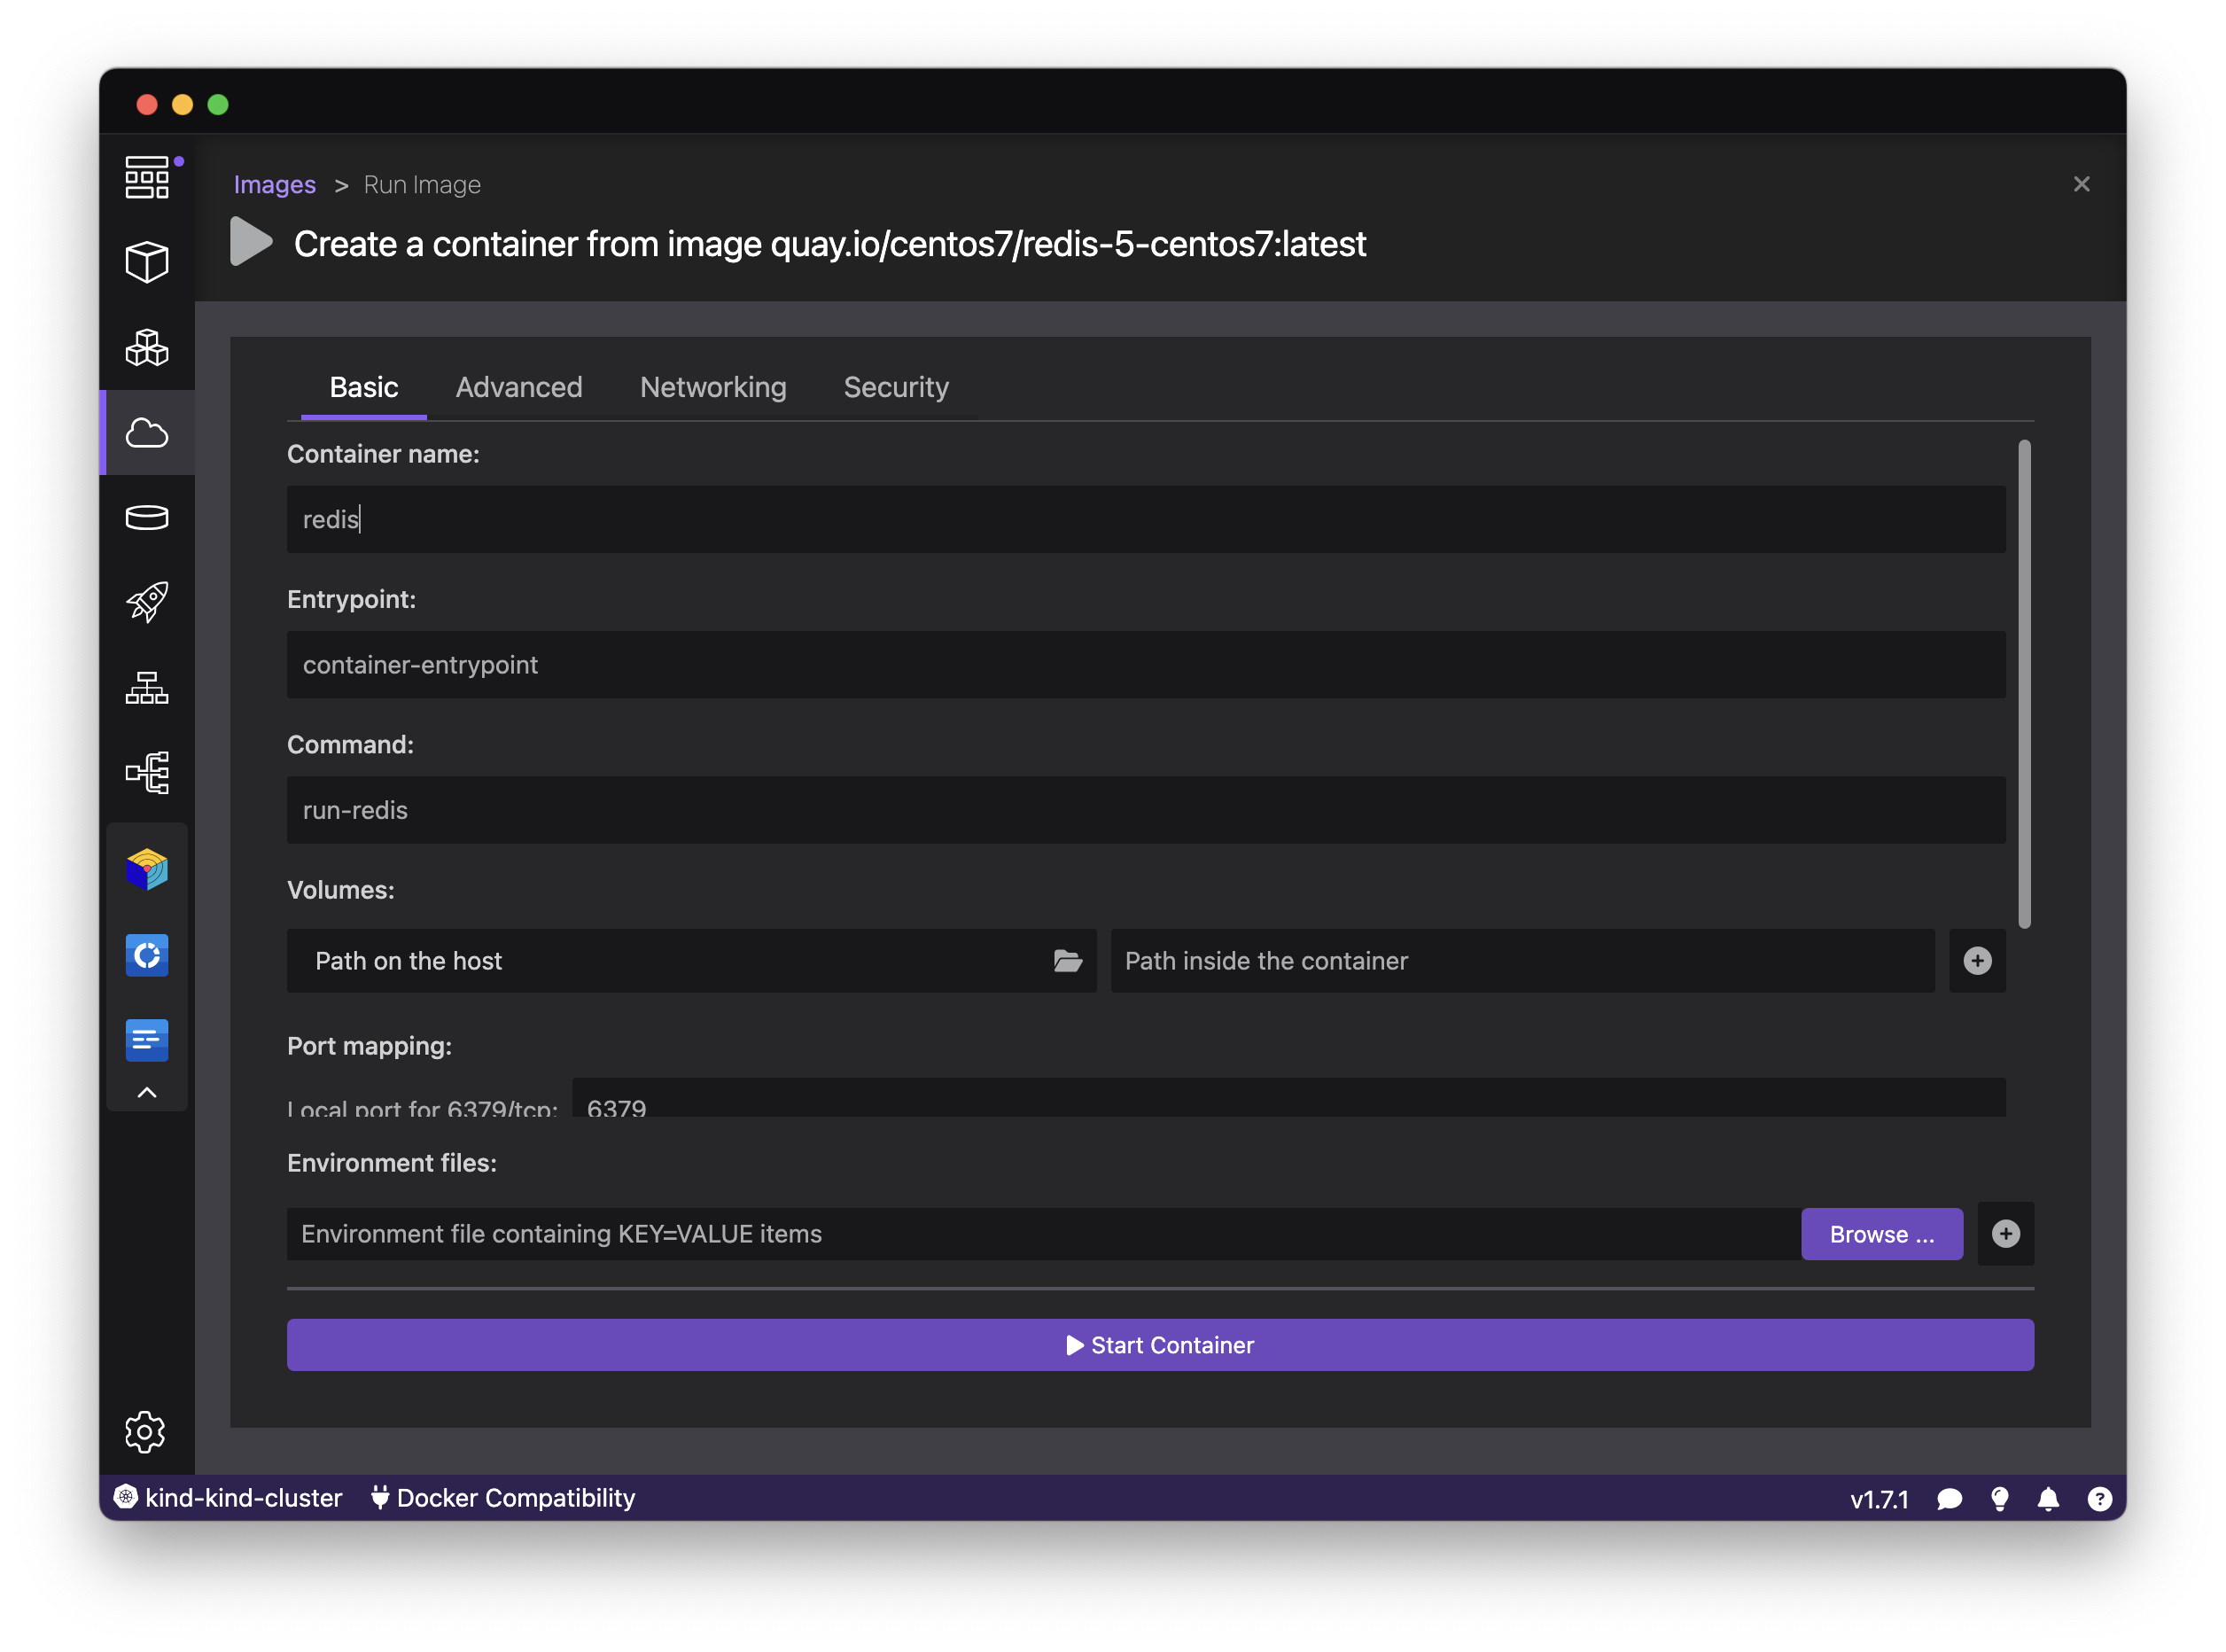 Images > Run Image
Create a container from image quay.io/centos7/redis-5-centos7:latest
Basic Advanced Networking Security
Container name:
redis
Entrypoint:
container-entrypoint
Command:
run-redis
Volumes:
Path on the host Path inside the container
Port mapping:
Local port for 6379/tcp: 6379
Environment files:
Environment file containing KEY=VALUE items Browse ...
Start Container
kind-kind-cluster Docker Compatibility v1.7.1